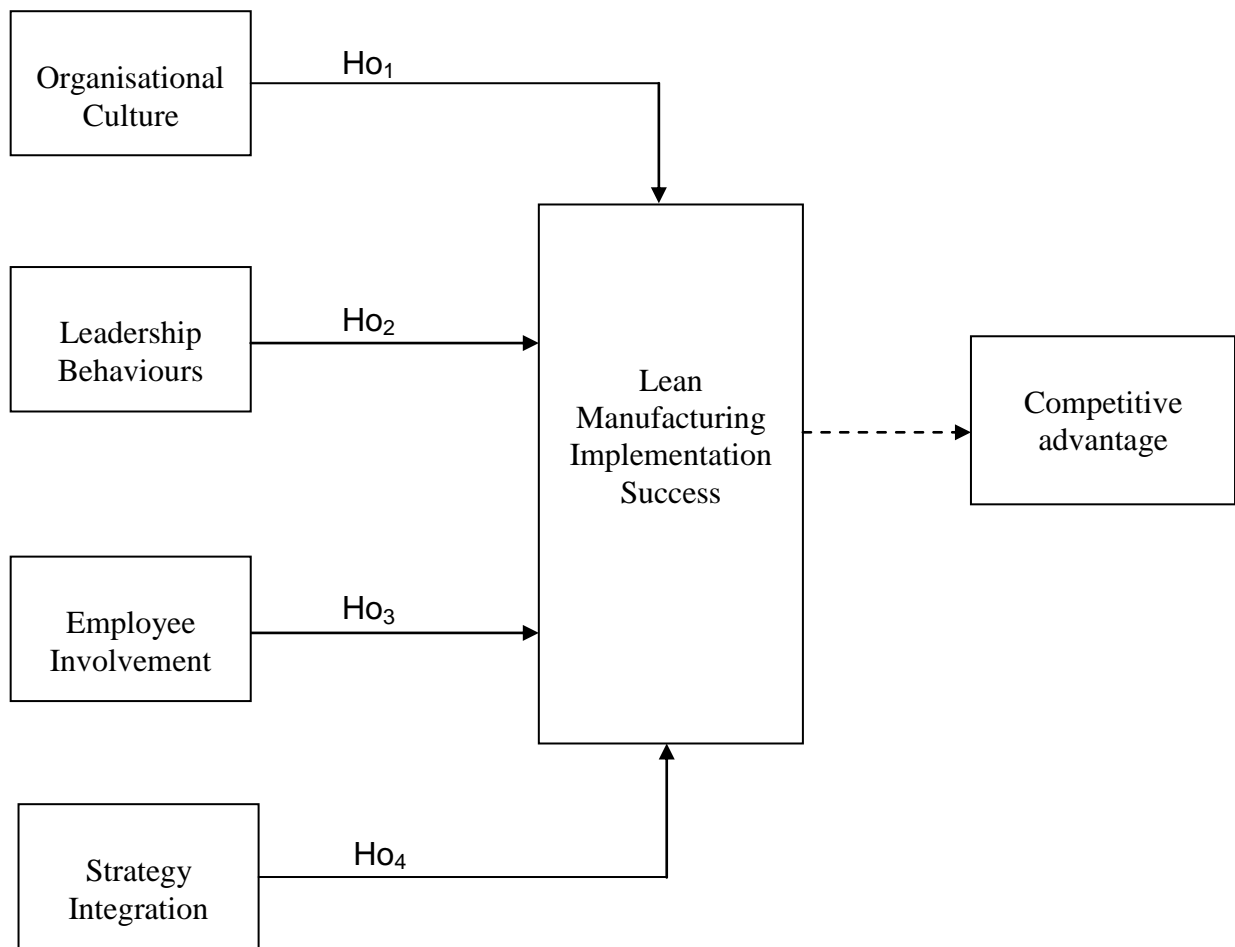 Organisational
Culture
Ho₁
Leadership
Behaviours
Ho₂
Employee
Involvement
Ho₃
Strategy
Integration
Ho₄
Lean
Manufacturing
Implementation
Success
Competitive
advantage